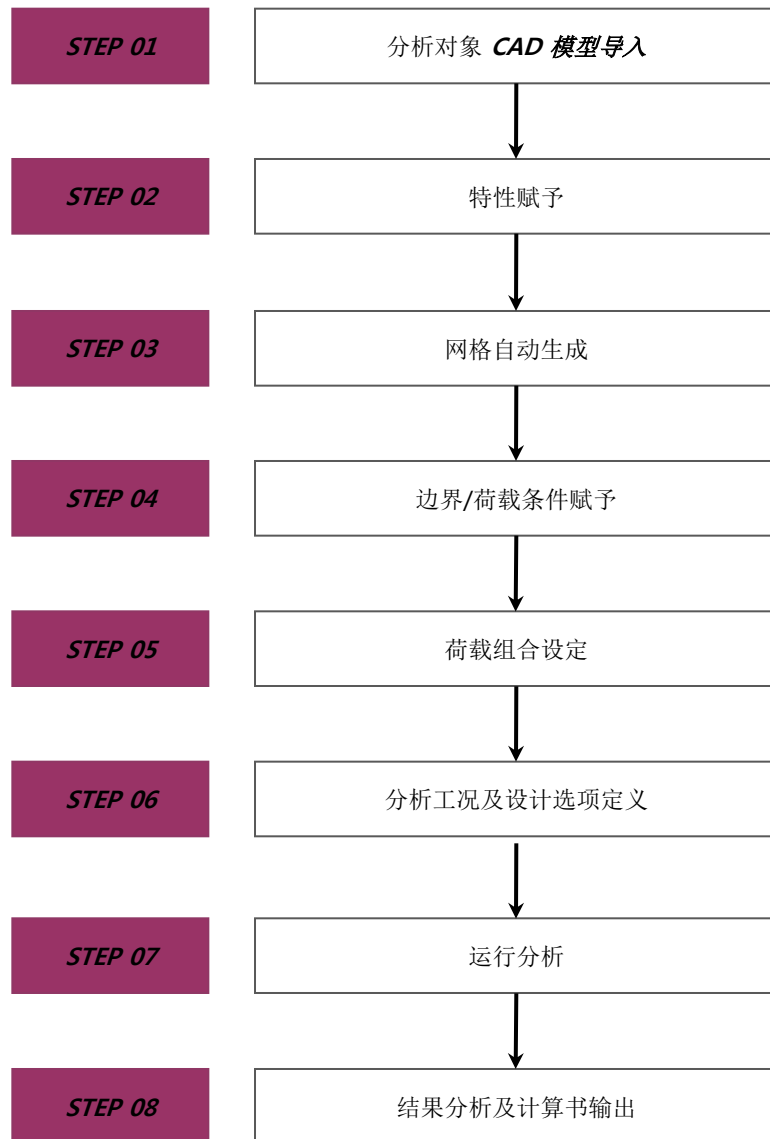 STEP 01
分析对象 CAD 模型导入
STEP 02
特性赋予
STEP 03
网格自动生成
STEP 04
边界/荷载条件赋予
STEP 05
荷载组合设定
STEP 06
分析工况及设计选项定义
STEP 07
运行分析
STEP 08
结果分析及计算书输出